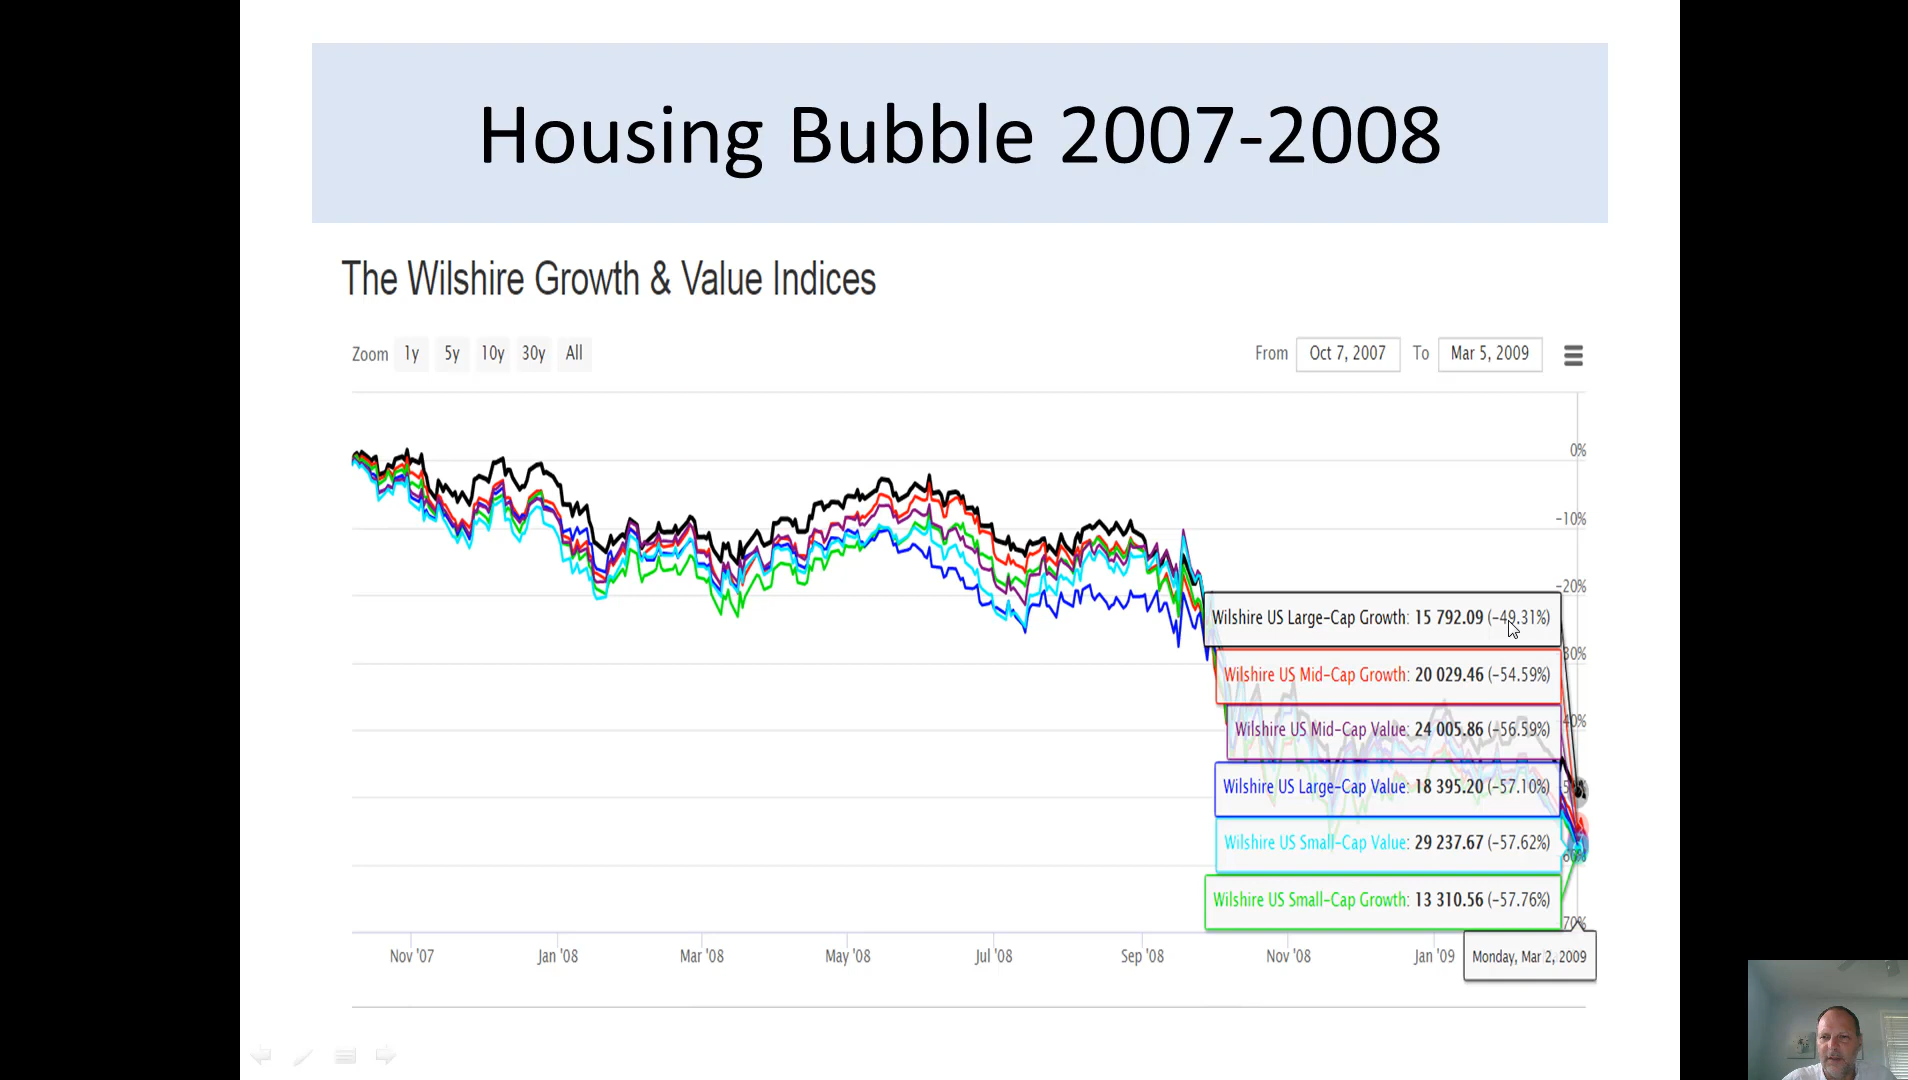 Housing Bubble 2007-2008
The Wilshire Growth & Value Indices
Zoom 1y 5y 10y 30y All
From Oct 7, 2007 To Mar 5, 2009
0%
-10%
-20%
Wilshire US Large-Cap Growth: 15 792.09 (-49.31%)
30%
Wilshire US Mid-Cap Growth: 20 029.46 (-54.59%)
40%
Wilshire US Mid-Cap Value: 24 005.86 (-56.59%)
Wilshire US Large-Cap Value: 18 395.20 (-57.10%)
Wilshire US Small-Cap Value: 29 237.67 (-57.62%)
60%
Wilshire US Small-Cap Growth: 13 310.56 (-57.76%)
70%
Nov '07 Jan '08 Mar '08 May '08 Jul '08 Sep '08 Nov '08 Jan '09 Monday, Mar 2, 2009